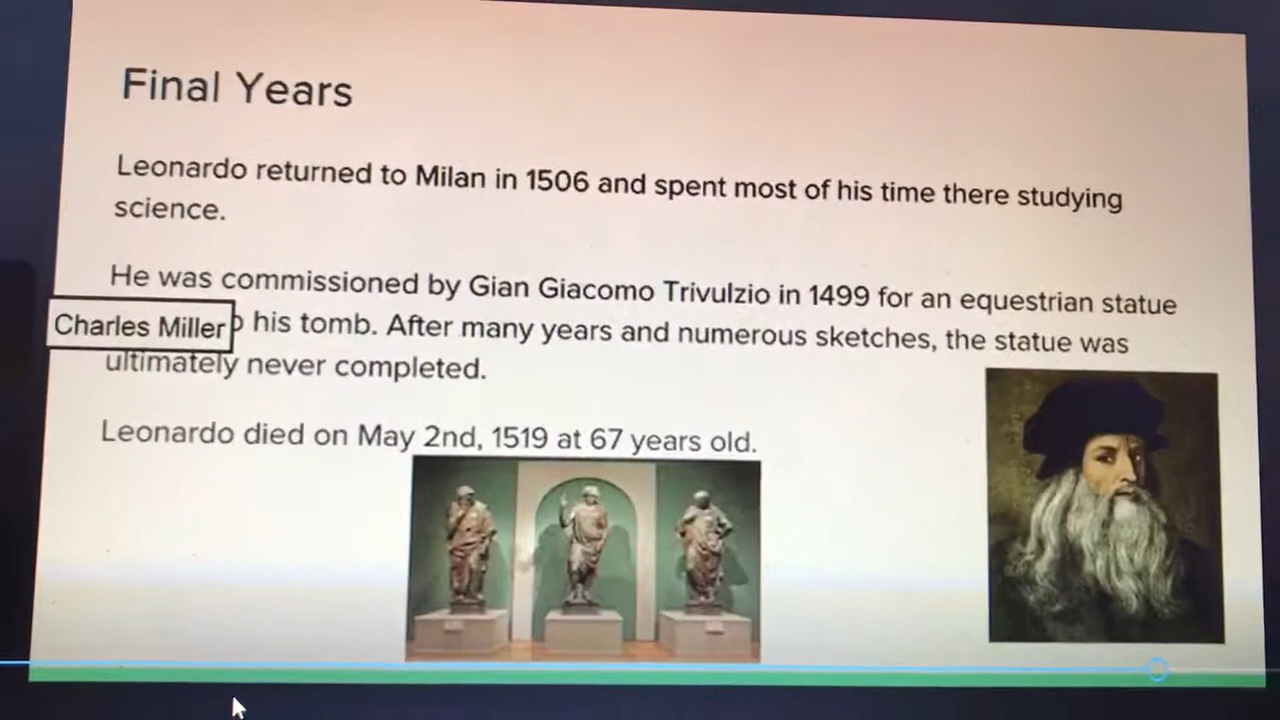 Final Years
Leonardo returned to Milan in 1506 and spent most of his time there studying
science.
He was commissioned by Gian Giacomo Trivulzio in 1499 for an equestrian statue
Charles Miller
his tomb. After many years and numerous sketches, the statue was
ultimately never completed.
Leonardo died on May 2nd, 1519 at 67 years old.